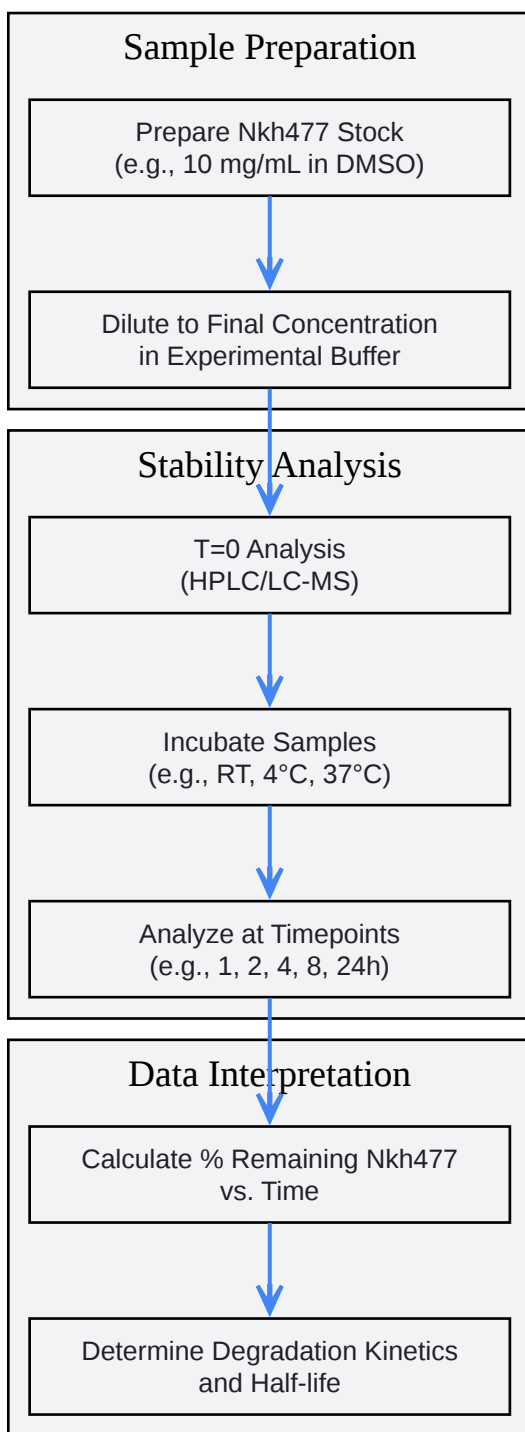 Sample Preparation
Prepare Nkh477 Stock
(e.g., 10 mg/mL in DMSO)
Dilute to Final Concentration
in Experimental Buffer
Stability Analysis
T=0 Analysis
(HPLC/LC-MS)
Incubate Samples
(e.g., RT, 4°C, 37°C)
Analyze at Timepoints
(e.g., 1, 2, 4, 8, 24h)
Data Interpretation
Calculate % Remaining Nkh477
vs. Time
Determine Degradation Kinetics
and Half-life